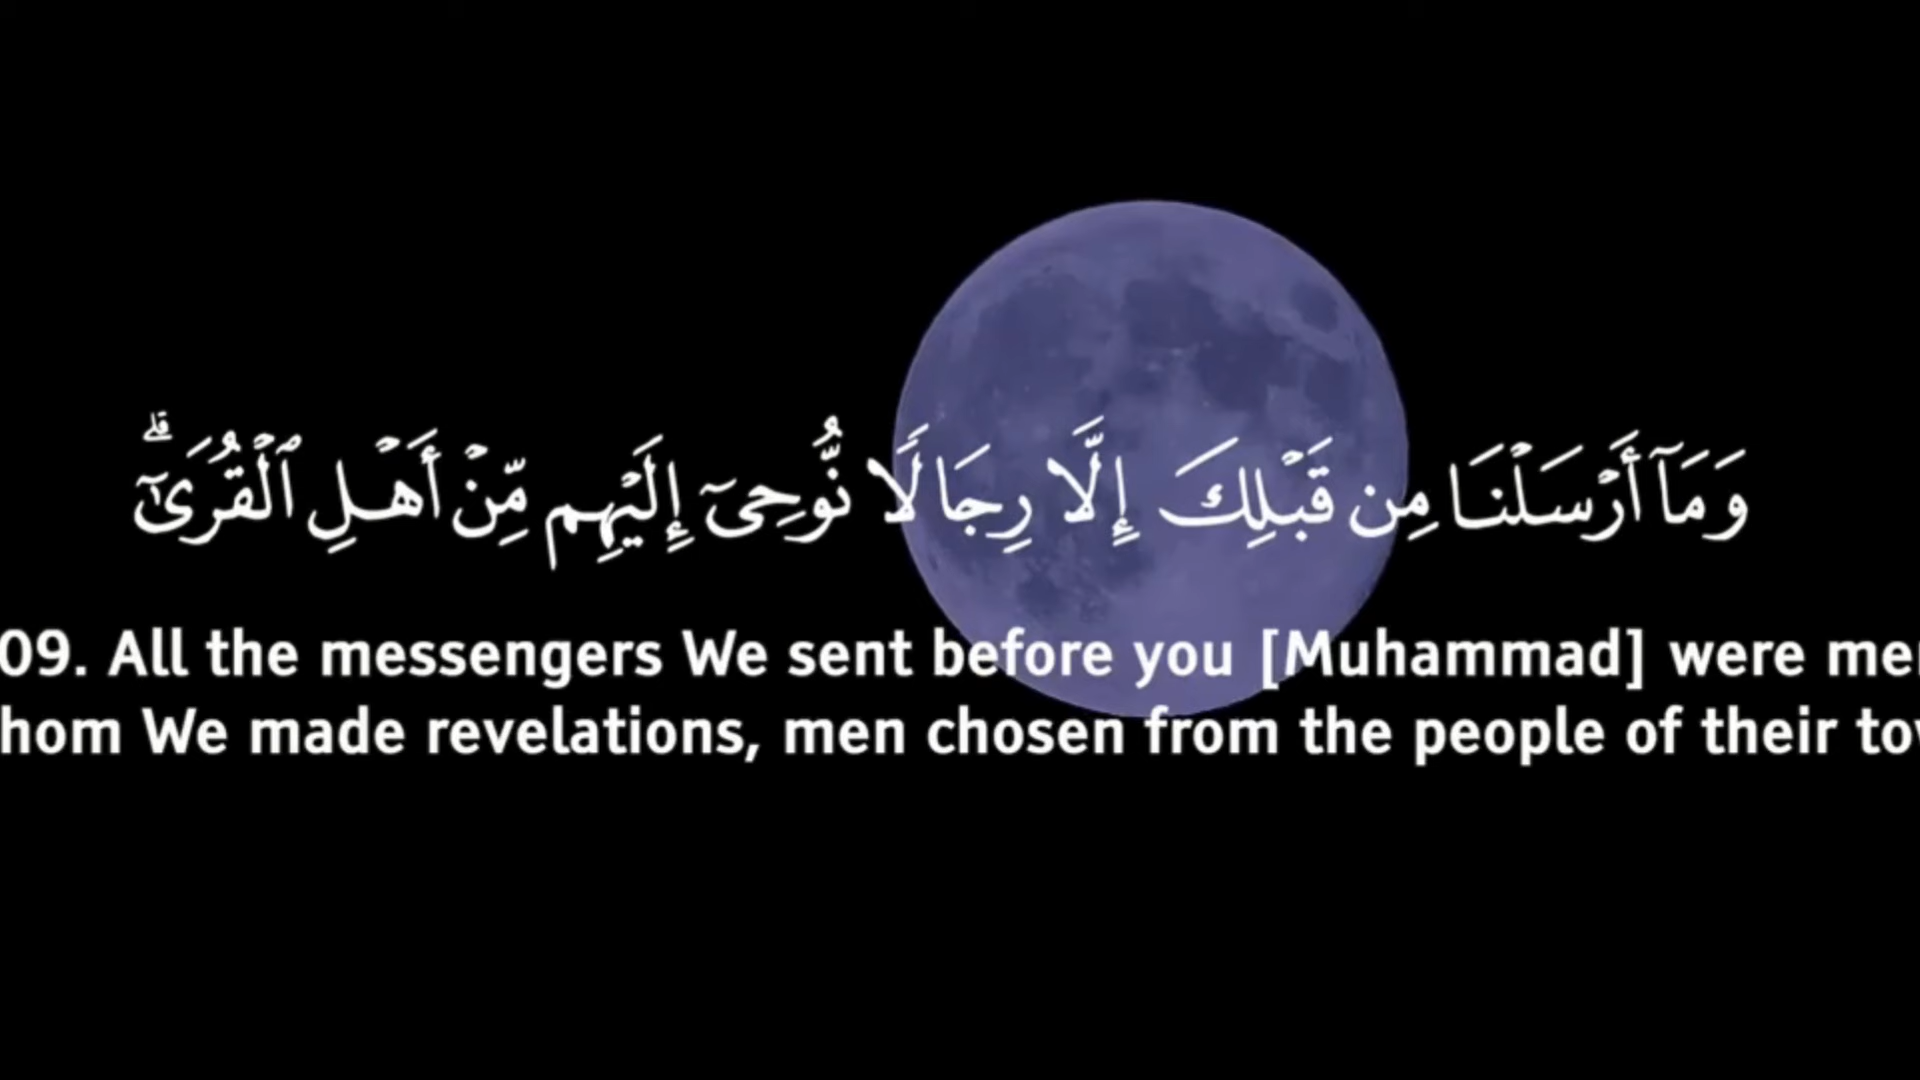 وَمَآ أَرْسَلْنَا مِن قَبْلِكَ إِلَّا رِجَالًا نُّوحِىٓ إِلَيْهِم مِّنْ أَهْلِ ٱلْقُرَىٰٓ ۗ
09. All the messengers We sent before you [Muhammad] were me
hom We made revelations, men chosen from the people of their to